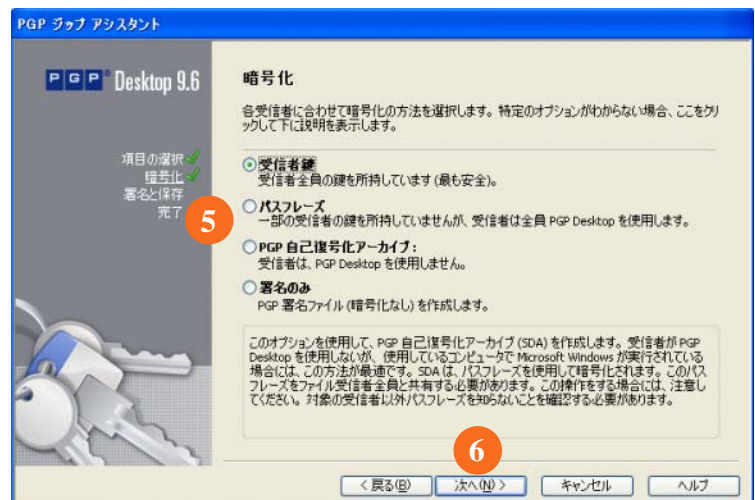 PGP ジップ アシスタント
PGP Desktop 9.6
項目の選択
暗号化
署名と保存
完了
暗号化
各受信者に合わせて暗号化の方法を選択します。特定のオプションがわからない場合、ここをクリ
ックして下に説明を表示します。
受信者鍵
受信者全員の鍵を所持しています (最も安全)。
5
パスフレーズ
一部の受信者の鍵を所持していませんが、受信者は全員 PGP Desktop を使用します。
PGP 自己復号化アーカイブ:
受信者は、PGP Desktop を使用しません。
署名のみ
PGP 署名ファイル (暗号化なし) を作成します。
このオプションを使用して、PGP 自己復号化アーカイブ (SDA) を作成します。受信者が PGP
Desktop を使用しないが、使用しているコンピュータで Microsoft Windows が実行されている
場合には、この方法が最適です。SDA は、パスフレーズを使用して暗号化されます。このパス
フレーズをファイル受信者全員と共有する必要があります。この操作をする場合には、注意し
てください。対象の受信者以外パスフレーズを知らないことを確認する必要があります。
6
< 戻る(B) 次へ(N) > キャンセル ヘルプ